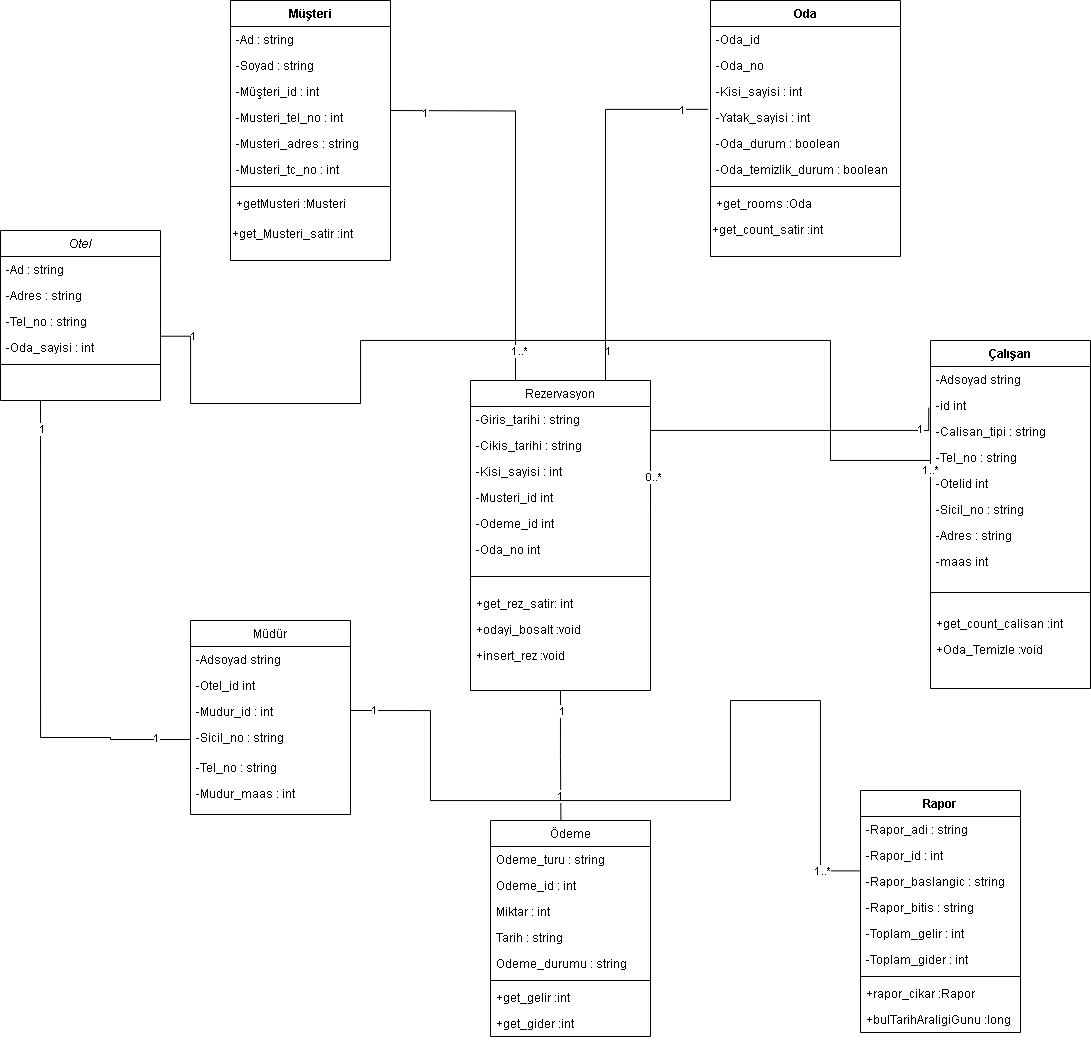 Müşteri
-Ad : string
-Soyad : string
-Müşteri_id : int
-Musteri_tel_no : int
-Musteri_adres : string
-Musteri_tc_no : int
+getMusteri :Musteri
+get_Musteri_satir :int
1
1..*
Oda
-Oda_id
-Oda_no
-Kisi_sayisi : int
-Yatak_sayisi : int
-Oda_durum : boolean
-Oda_temizlik_durum : boolean
+get_rooms :Oda
+get_count_satir :int
1
1
Otel
-Ad : string
-Adres : string
-Tel_no : string
-Oda_sayisi : int
1
1
Rezervasyon
-Giris_tarihi : string
-Cikis_tarihi : string
-Kisi_sayisi : int
-Musteri_id int
-Odeme_id int
-Oda_no int
+get_rez_satir: int
+odayi_bosalt :void
+insert_rez :void
0..*
1
1
Çalışan
-Adsoyad string
-id int
-Calisan_tipi : string
-Tel_no : string
-Otelid int
-Sicil_no : string
-Adres : string
-maas int
+get_count_calisan :int
+Oda_Temizle :void
1
1..*
Müdür
-Adsoyad string
-Otel_id int
-Mudur_id : int
-Sicil_no : string
-Tel_no : string
-Mudur_maas : int
1
1
Ödeme
Odeme_turu : string
Odeme_id : int
Miktar : int
Tarih : string
Odeme_durumu : string
+get_gelir :int
+get_gider :int
Rapor
-Rapor_adi : string
-Rapor_id : int
-Rapor_baslangic : string
-Rapor_bitis : string
-Toplam_gelir : int
-Toplam_gider : int
+rapor_cikar :Rapor
+bulTarihAraligiGunu :long
1..*